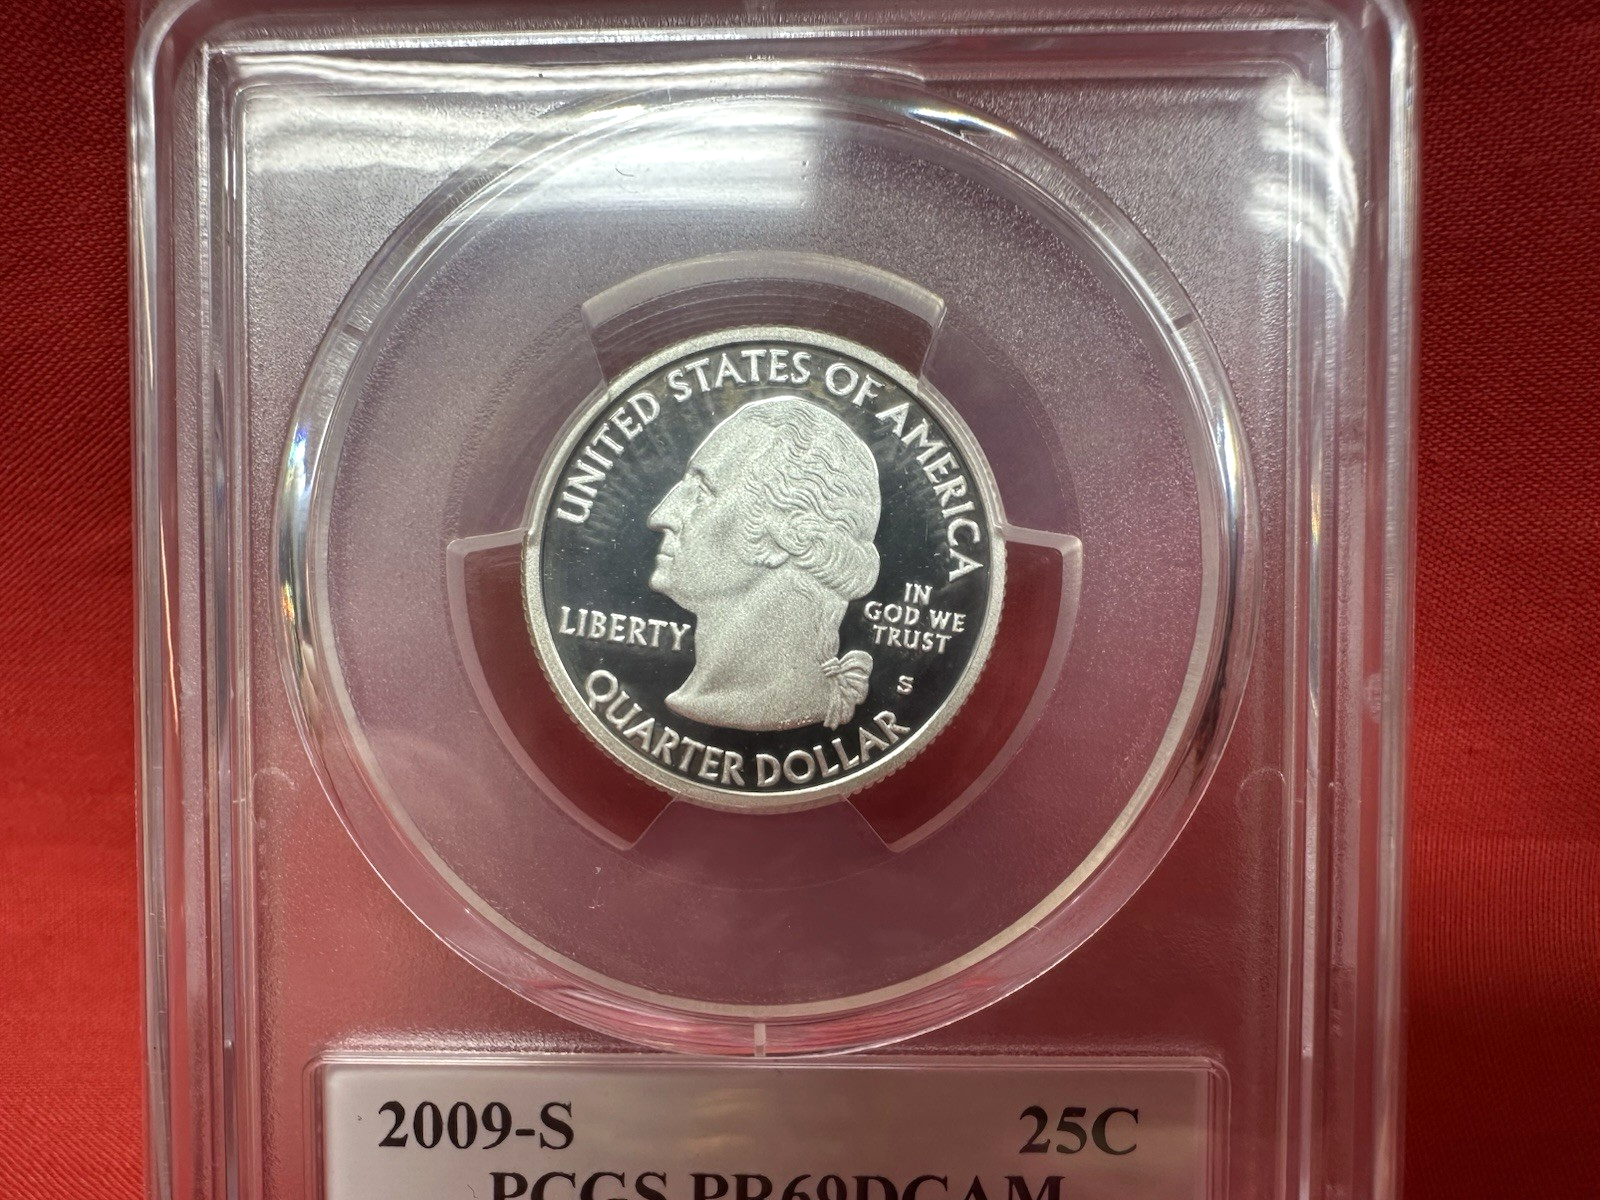 UNITED STATES OF AMERICA
LIBERTY
IN
GOD WE
TRUST
S
QUARTER DOLLAR
2009-S 25C
PCGS PR69DCAM